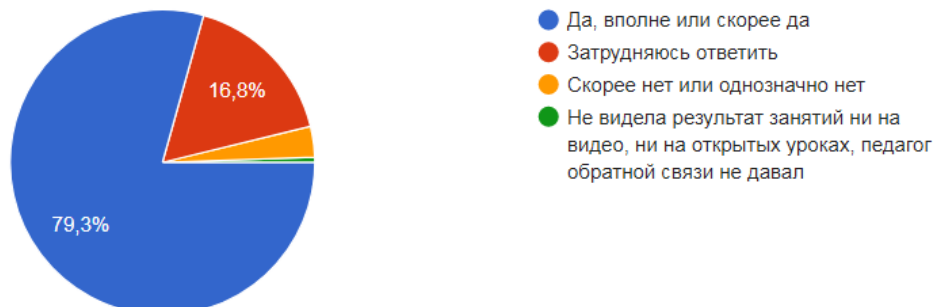 Да, вполне или скорее да
Затрудняюсь ответить
16,8%
Скорее нет или однозначно нет
Не видела результат занятий ни на
видео, ни на открытых уроках, педагог
обратной связи не давал
79,3%